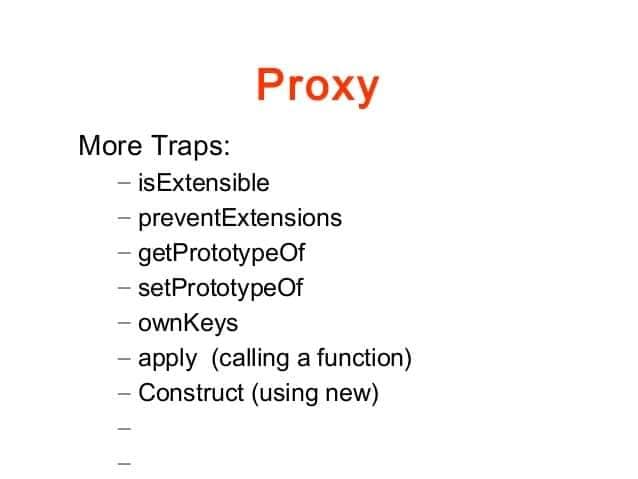 Proxy
More Traps:
– isExtensible
– preventExtensions
– getPrototypeOf
– setPrototypeOf
– ownKeys
– apply  (calling a function)
– Construct (using new)
–
–